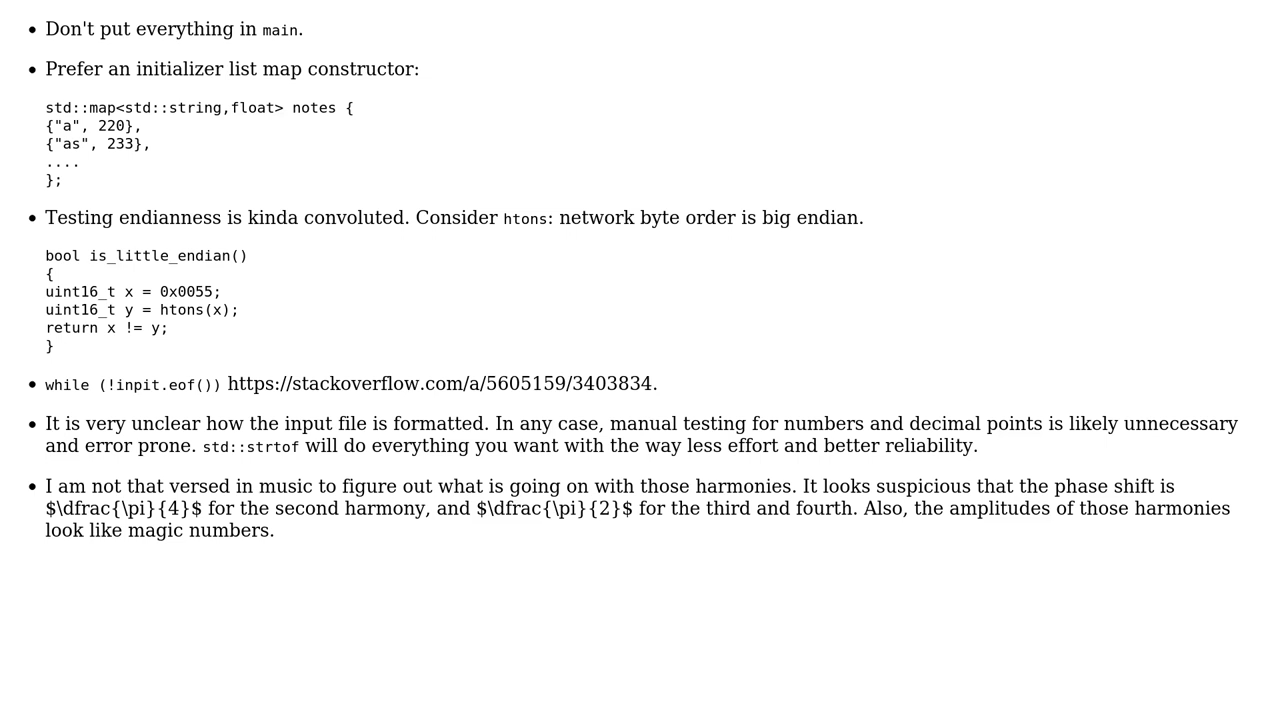 Don't put everything in main.
Prefer an initializer list map constructor:
std::map<std::string,float> notes {
{"a", 220},
{"as", 233},
....
};
Testing endianness is kinda convoluted. Consider htons: network byte order is big endian.
bool is_little_endian()
{
uint16_t x = 0x0055;
uint16_t y = htons(x);
return x != y;
}
while (!inpit.eof()) https://stackoverflow.com/a/5605159/3403834.
It is very unclear how the input file is formatted. In any case, manual testing for numbers and decimal points is likely unnecessary
and error prone. std::strtof will do everything you want with the way less effort and better reliability.
I am not that versed in music to figure out what is going on with those harmonies. It looks suspicious that the phase shift is
$\dfrac{\pi}{4}$ for the second harmony, and $\dfrac{\pi}{2}$ for the third and fourth. Also, the amplitudes of those harmonies
look like magic numbers.